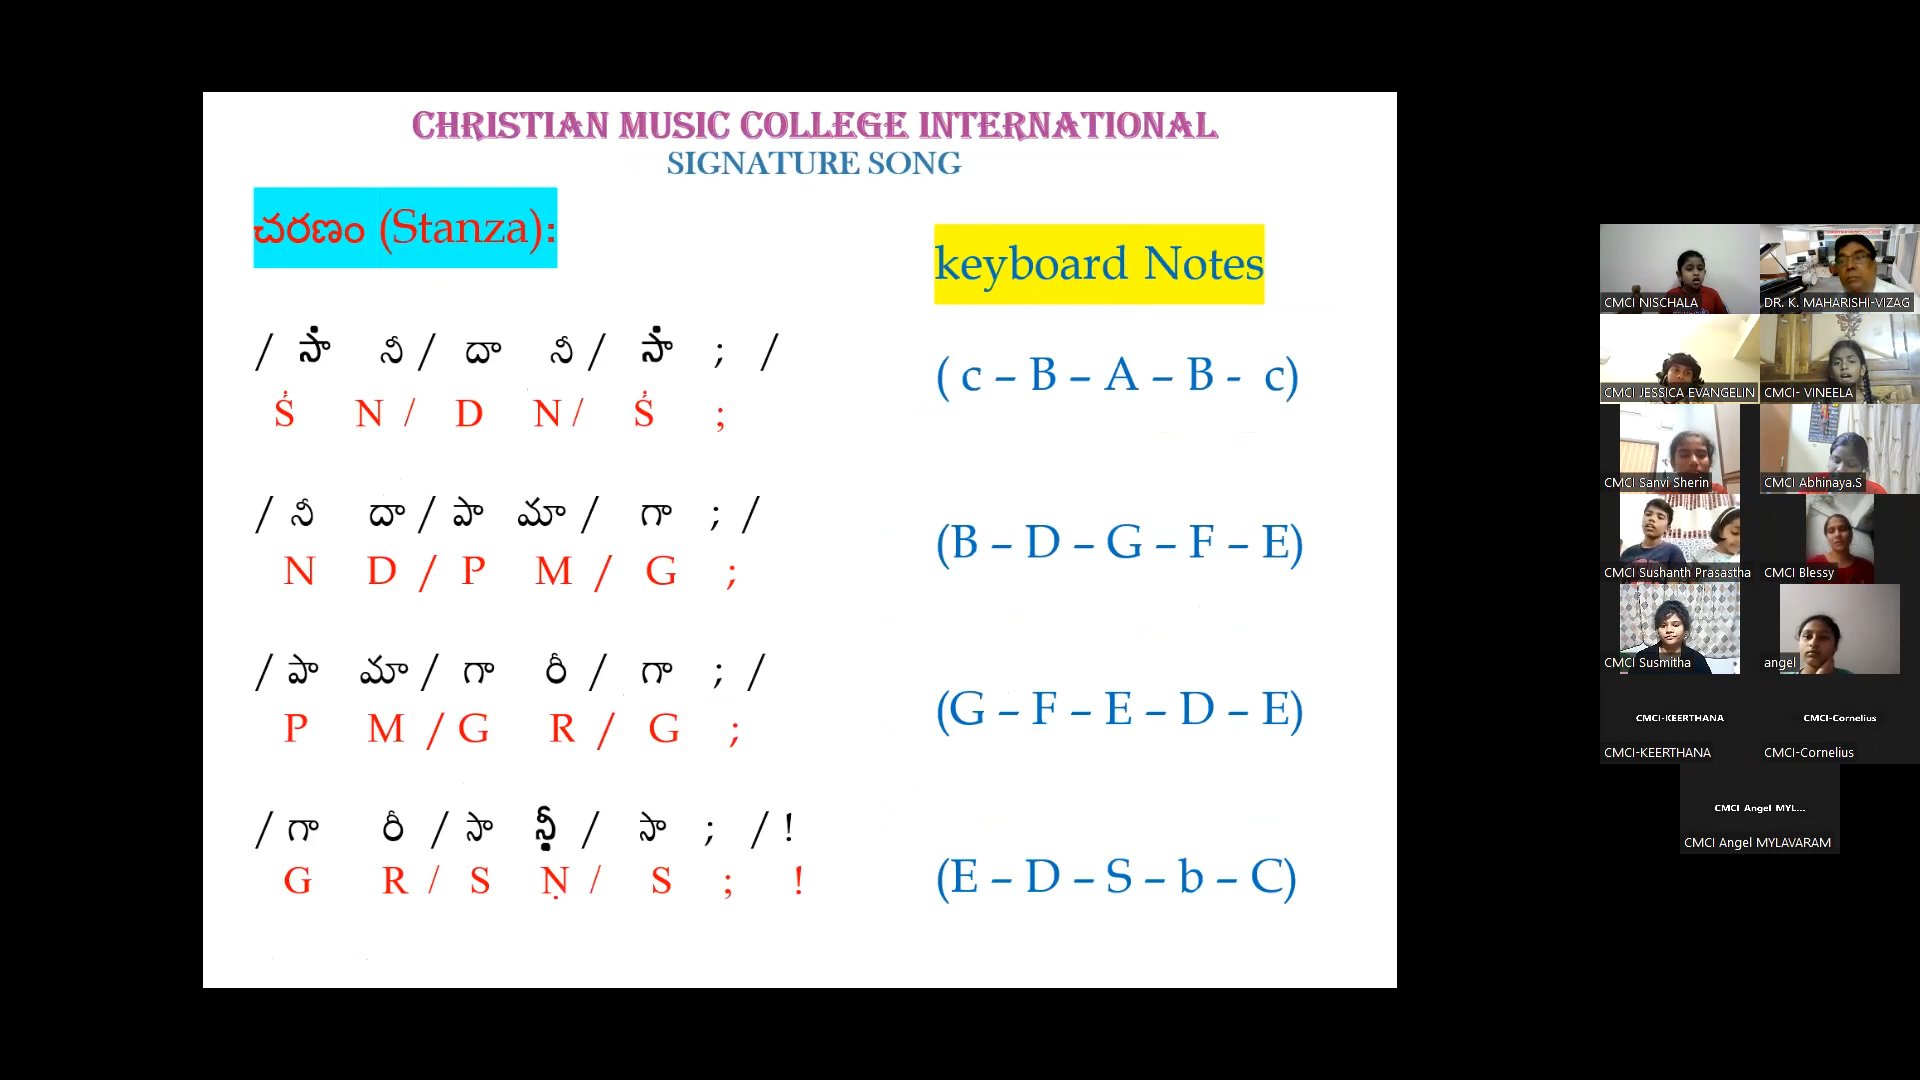 CHRISTIAN MUSIC COLLEGE INTERNATIONAL
SIGNATURE SONG
చరణం (Stanza):
keyboard Notes
/ సా̇ నీ / దా నీ / సా̇ ; /
Ṡ N / D N / Ṡ ;
( c – B – A – B - c)
/ నీ దా / పా మా / గా ; /
N D / P M / G ;
(B – D – G – F – E)
/ పా మా / గా రీ / గా ; /
P M / G R / G ;
(G – F – E – D – E)
/ గా రీ / సా నీ̣ / సా ; / !
G R / S Ṇ / S ; !
(E – D – S – b – C)
CMCI NISCHALA
DR. K. MAHARISHI-VIZAG
CMCI JESSICA EVANGELIN
CMCI- VINEELA
CMCI Sanvi Sherin
CMCI Abhinaya.S
CMCI Sushanth Prasastha
CMCI Blessy
CMCI Susmitha
angel
CMCI-KEERTHANA
CMCI-Cornelius
CMCI-KEERTHANA
CMCI-Cornelius
CMCI Angel MYL...
CMCI Angel MYLAVARAM